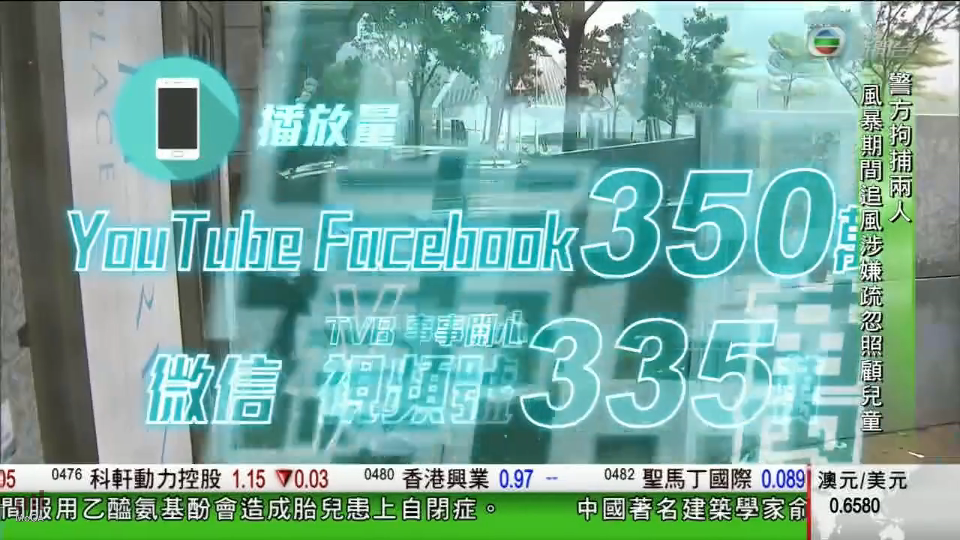 播放量
YouTube Facebook 350萬
TVB 事事開心
微信 視頻號 335萬
警方拘捕兩人
風暴期間追風涉嫌疏忽照顧兒童
PLACE
05 0476 科軒動力控股 1.15 ▼0.03 0480 香港興業 0.97 -- 0482 聖馬丁國際 0.089
澳元/美元
0.6580
間服用乙醯氨基酚會造成胎兒患上自閉症。 中國著名建築學家俞